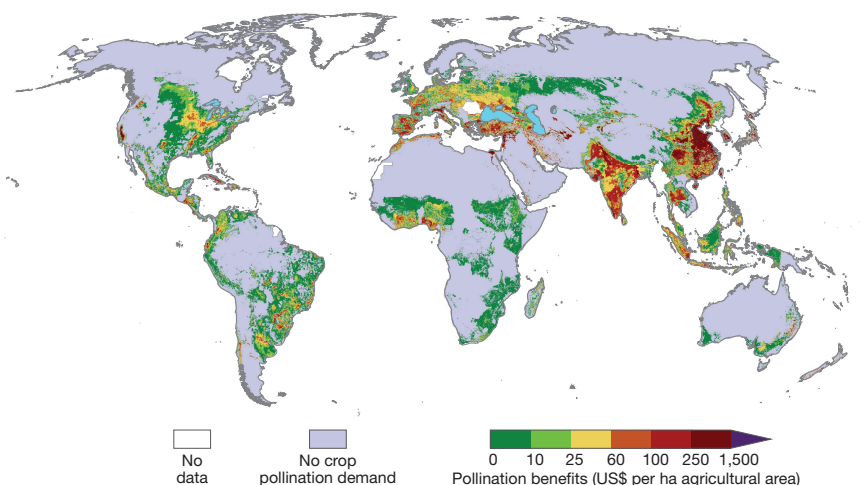 No
data
No crop
pollination demand
0 10 25 60 100 250 1,500
Pollination benefits (US$ per ha agricultural area)